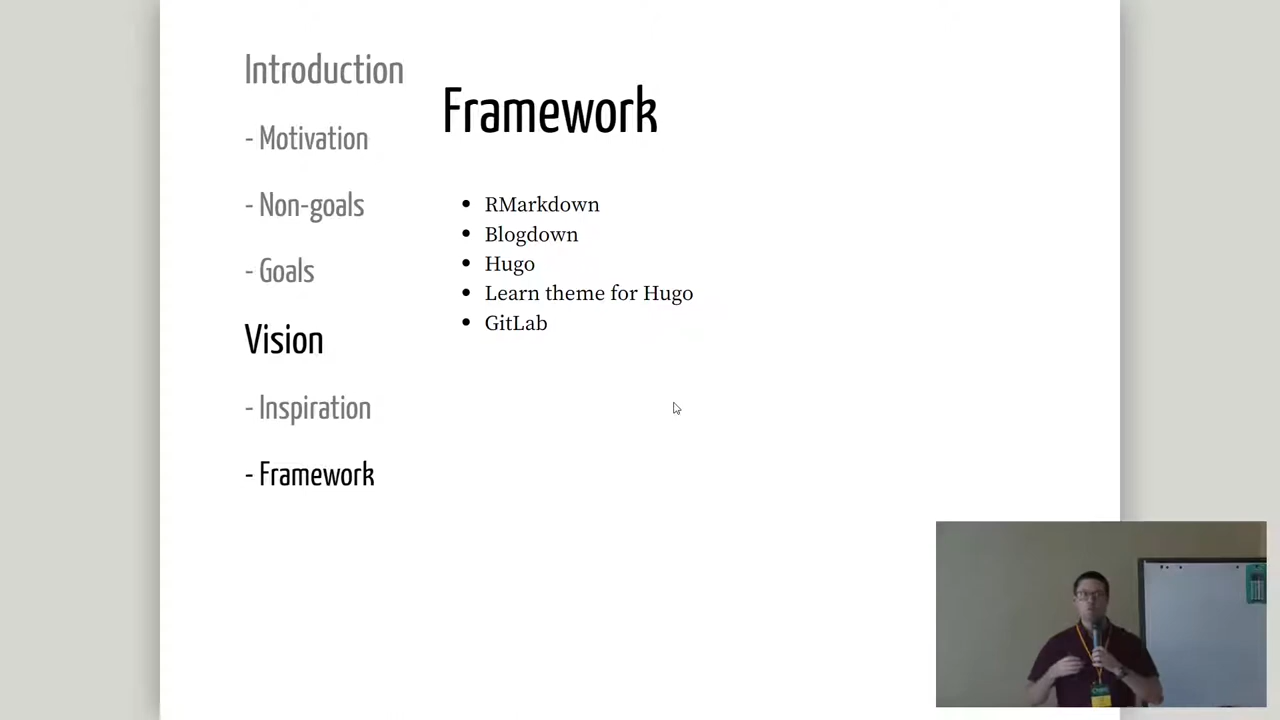 Introduction
- Motivation
- Non-goals
- Goals
Vision
- Inspiration
- Framework
Framework
• RMarkdown
• Blogdown
• Hugo
• Learn theme for Hugo
• GitLab